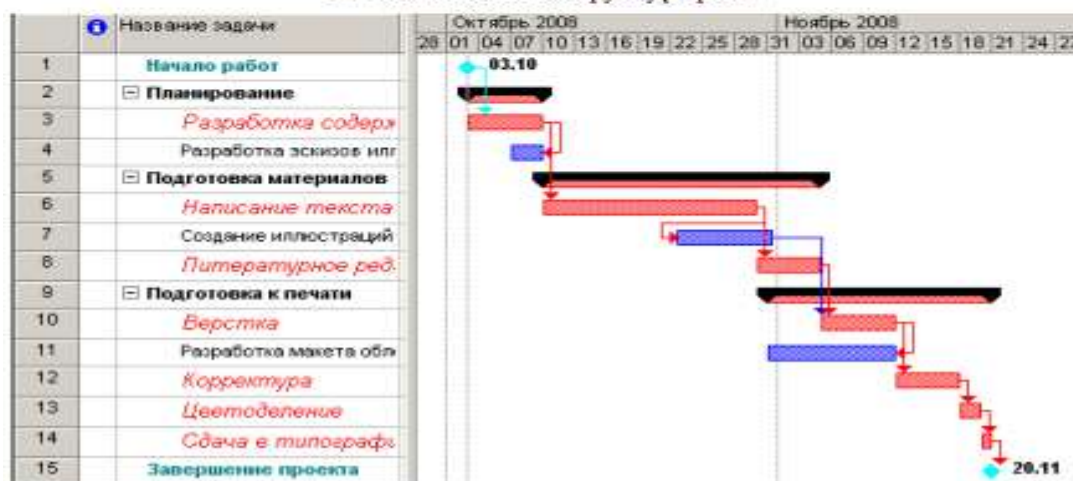 Название задачи
Октябрь 2008
Ноябрь 2008
28 01 04 07 10 13 16 19 22 25 28 31 03 06 09 12 15 18 21 24 27
1 Начало работ 03.10
2 Планирование
3 Разработка содерж
4 Разработка эскизов илл
5 Подготовка материалов
6 Написание текста
7 Создание иллюстраций
8 Литературное ред
9 Подготовка к печати
10 Верстка
11 Разработка макета обл
12 Корректура
13 Цветоделение
14 Сдача в типограф
15 Завершение проекта 20.11